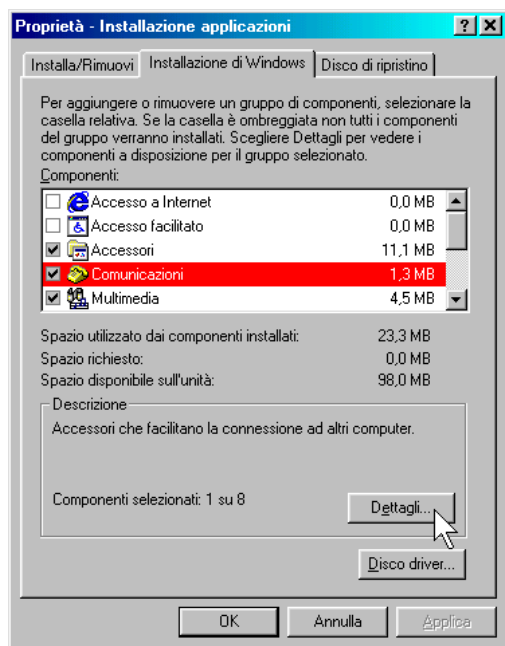 Proprietà - Installazione applicazioni
Installa/Rimuovi Installazione di Windows Disco di ripristino
Per aggiungere o rimuovere un gruppo di componenti, selezionare la
casella relativa. Se la casella è ombreggiata non tutti i componenti
del gruppo verranno installati. Scegliere Dettagli per vedere i
componenti a disposizione per il gruppo selezionato.
Componenti:
Accesso a Internet 0,0 MB
Accesso facilitato 0,0 MB
Accessori 11,1 MB
Comunicazioni 1,3 MB
Multimedia 4,5 MB
Spazio utilizzato dai componenti installati: 23,3 MB
Spazio richiesto: 0,0 MB
Spazio disponibile sull'unità: 98,0 MB
Descrizione
Accessori che facilitano la connessione ad altri computer.
Componenti selezionati: 1 su 8
Dettagli...
Disco driver...
OK Annulla Applica